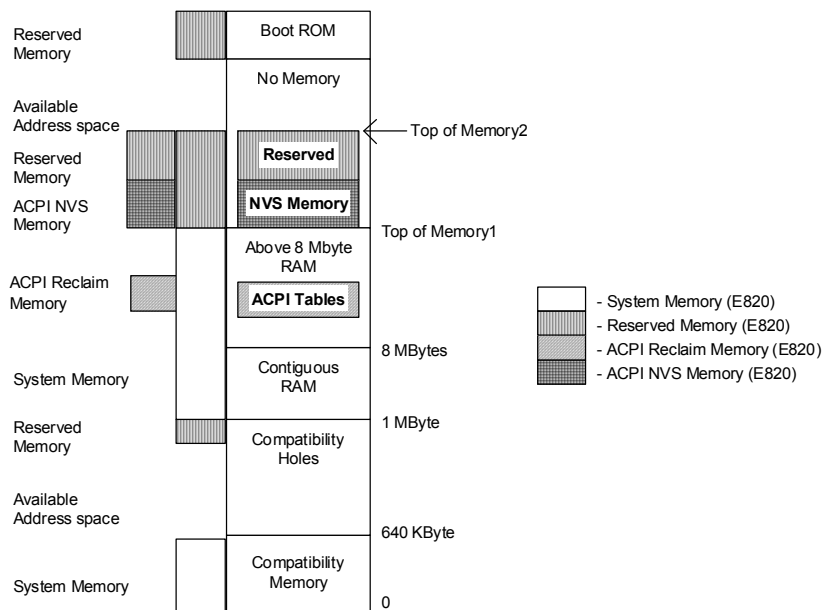 Reserved
Memory
Boot ROM
No Memory
Available
Address space
Top of Memory2
Reserved
Memory
Reserved
ACPI NVS
Memory
NVS Memory
Top of Memory1
Above 8 Mbyte
RAM
ACPI Reclaim
Memory
ACPI Tables
- System Memory (E820)
- Reserved Memory (E820)
- ACPI Reclaim Memory (E820)
- ACPI NVS Memory (E820)
8 MBytes
System Memory
Contiguous
RAM
1 MByte
Reserved
Memory
Compatibility
Holes
Available
Address space
640 KByte
System Memory
Compatibility
Memory
0